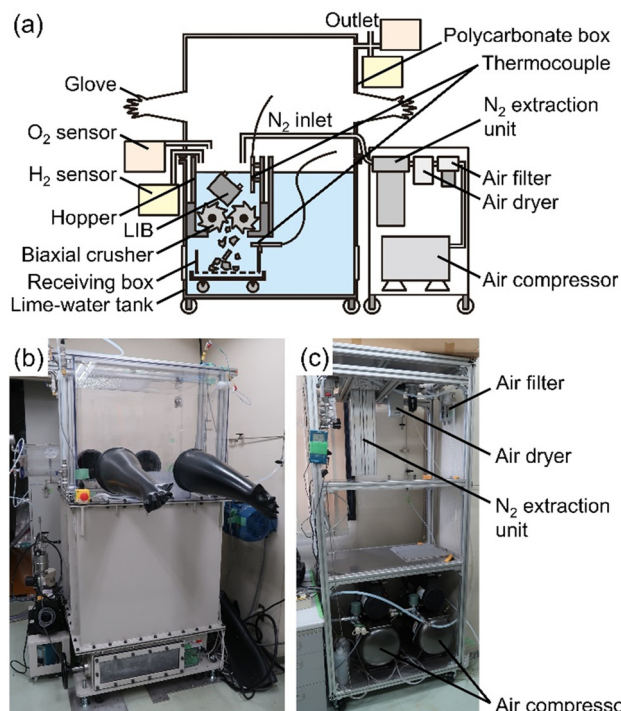 (a)
Outlet
Polycarbonate box
Thermocouple
Glove
N₂ inlet
N₂ extraction
unit
O₂ sensor
H₂ sensor
Air filter
Air dryer
Hopper
LIB
Biaxial crusher
Receiving box
Air compressor
Lime-water tank
(b)
(c)
Air filter
Air dryer
N₂ extraction
unit
Air compresso